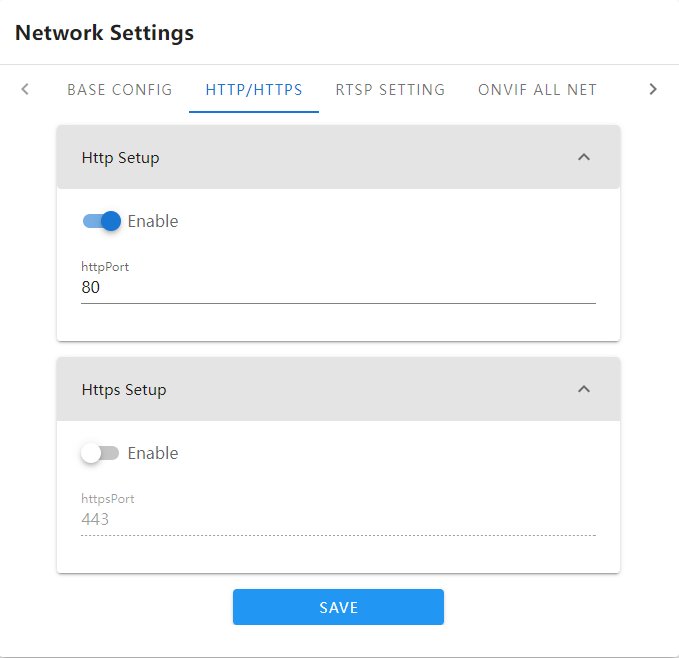 Network Settings
BASE CONFIG HTTP/HTTPS RTSP SETTING ONVIF ALL NET
Http Setup
Enable
httpPort
80
Https Setup
Enable
httpsPort
443
SAVE